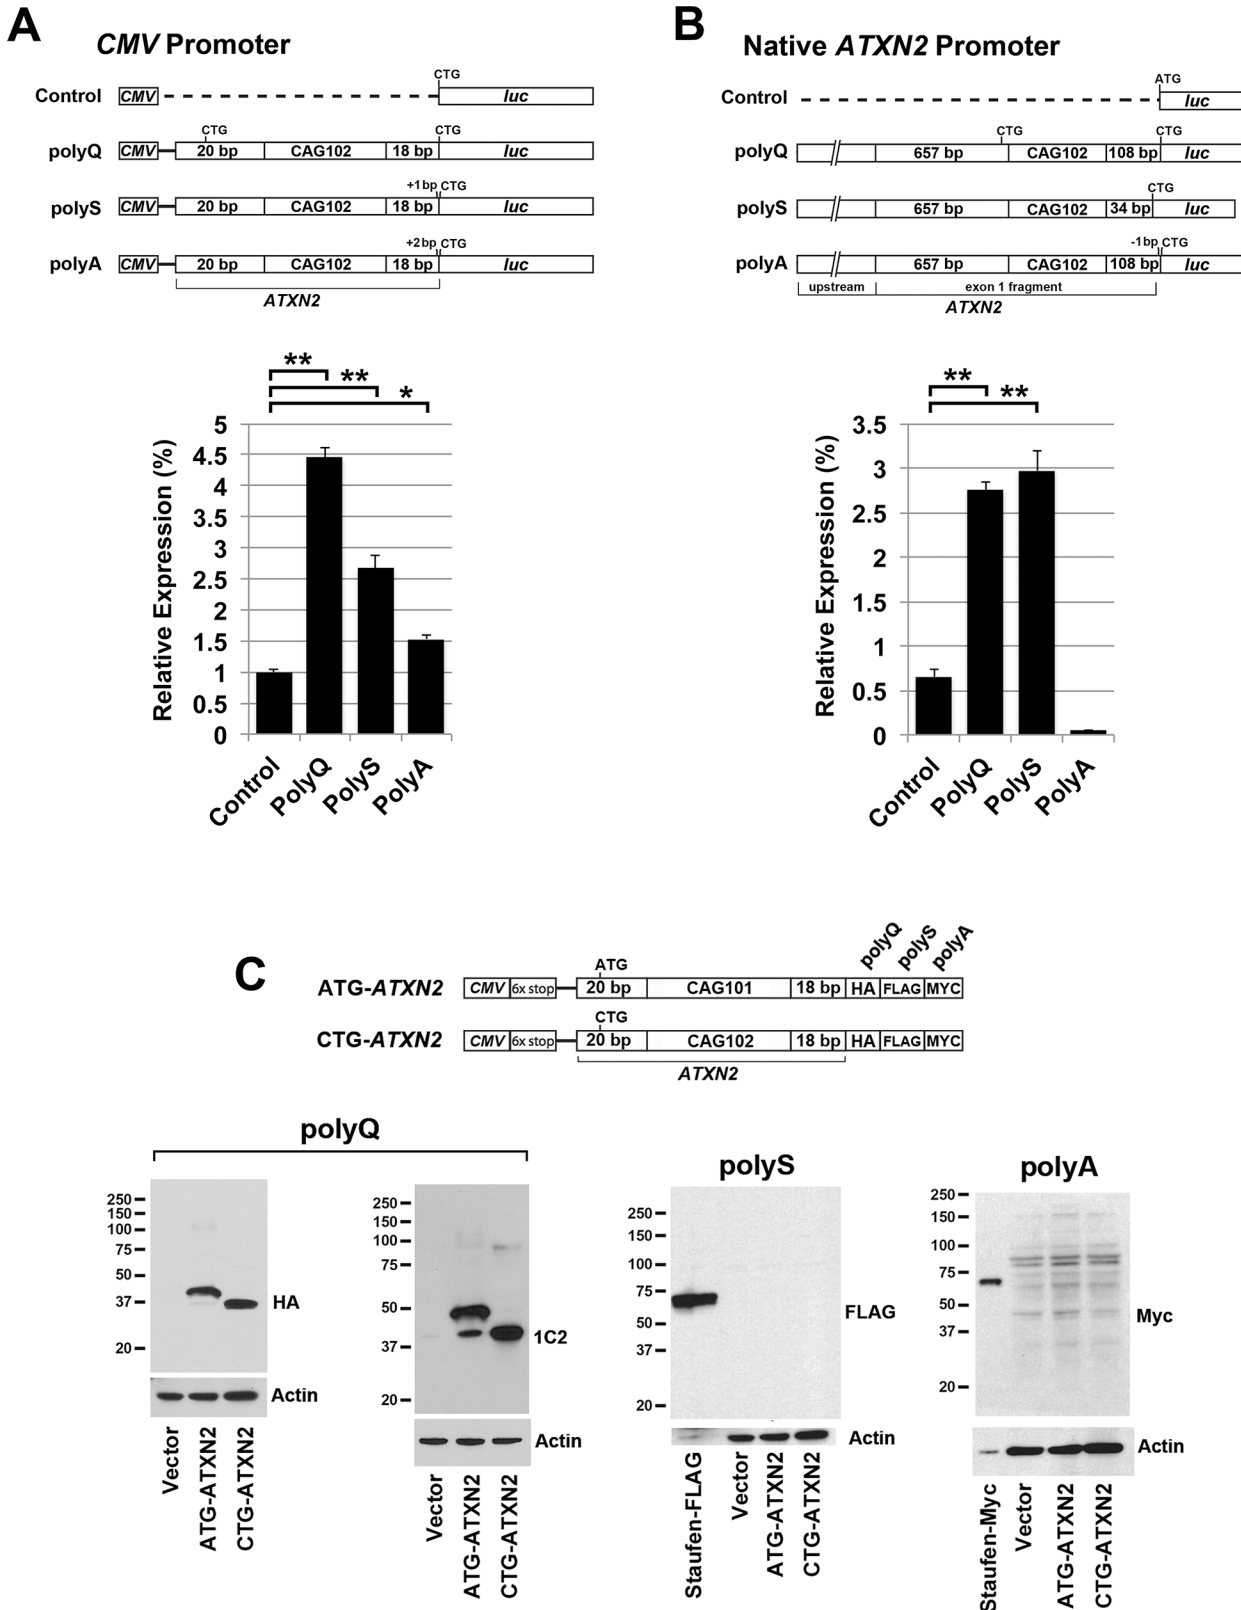 A
CMV Promoter
CTG
Control CMV luc
CTG CTG
polyQ CMV 20 bp CAG102 18 bp luc
+1bp CTG
polyS CMV 20 bp CAG102 18 bp luc
+2bp CTG
polyA CMV 20 bp CAG102 18 bp luc
ATXN2
**
**
*
Relative Expression (%)
5
4.5
4
3.5
3
2.5
2
1.5
1
0.5
0
Control PolyQ PolyS PolyA
B
Native ATXN2 Promoter
ATG
Control luc
CTG CTG
polyQ 657 bp CAG102 108 bp luc
CTG
polyS 657 bp CAG102 34 bp luc
-1bp CTG
polyA 657 bp CAG102 108 bp luc
upstream exon 1 fragment
ATXN2
**
**
Relative Expression (%)
3.5
3
2.5
2
1.5
1
0.5
0
Control PolyQ PolyS PolyA
C
polyQ polyS polyA
ATG
ATG-ATXN2 CMV 6x stop 20 bp CAG101 18 bp HA FLAG MYC
CTG
CTG-ATXN2 CMV 6x stop 20 bp CAG102 18 bp HA FLAG MYC
ATXN2
polyQ
250
150
100
75
50
37
20
HA
Actin
Vector
ATG-ATXN2
CTG-ATXN2
250
150
100
75
50
37
20
1C2
Actin
Vector
ATG-ATXN2
CTG-ATXN2
polyS
250
150
100
75
50
37
20
FLAG
Actin
Staufen-FLAG
Vector
ATG-ATXN2
CTG-ATXN2
polyA
250
150
100
75
50
37
20
Myc
Actin
Staufen-Myc
Vector
ATG-ATXN2
CTG-ATXN2